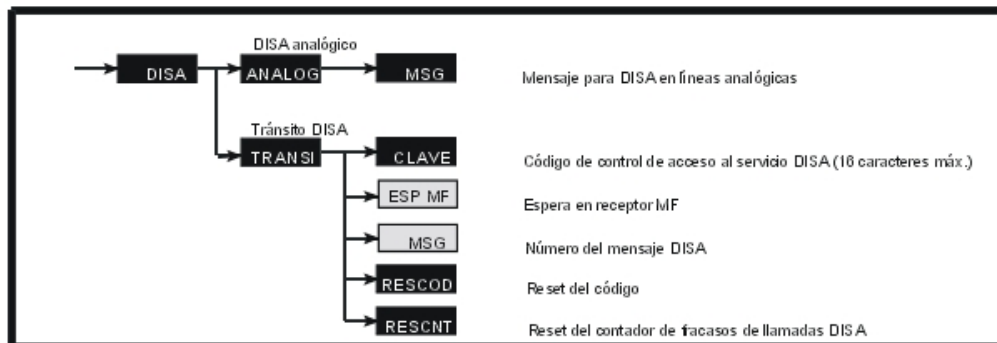 DISA analógico
DISA ANALOG MSG Mensaje para DISA en líneas analógicas
Tránsito DISA
TRANSI CLAVE Código de control de acceso al servicio DISA (16 caracteres máx.)
ESP MF Espera en receptor MF
MSG Número del mensaje DISA
RESCOD Reset del código
RESCNT Reset del contador de fracasos de llamadas DISA